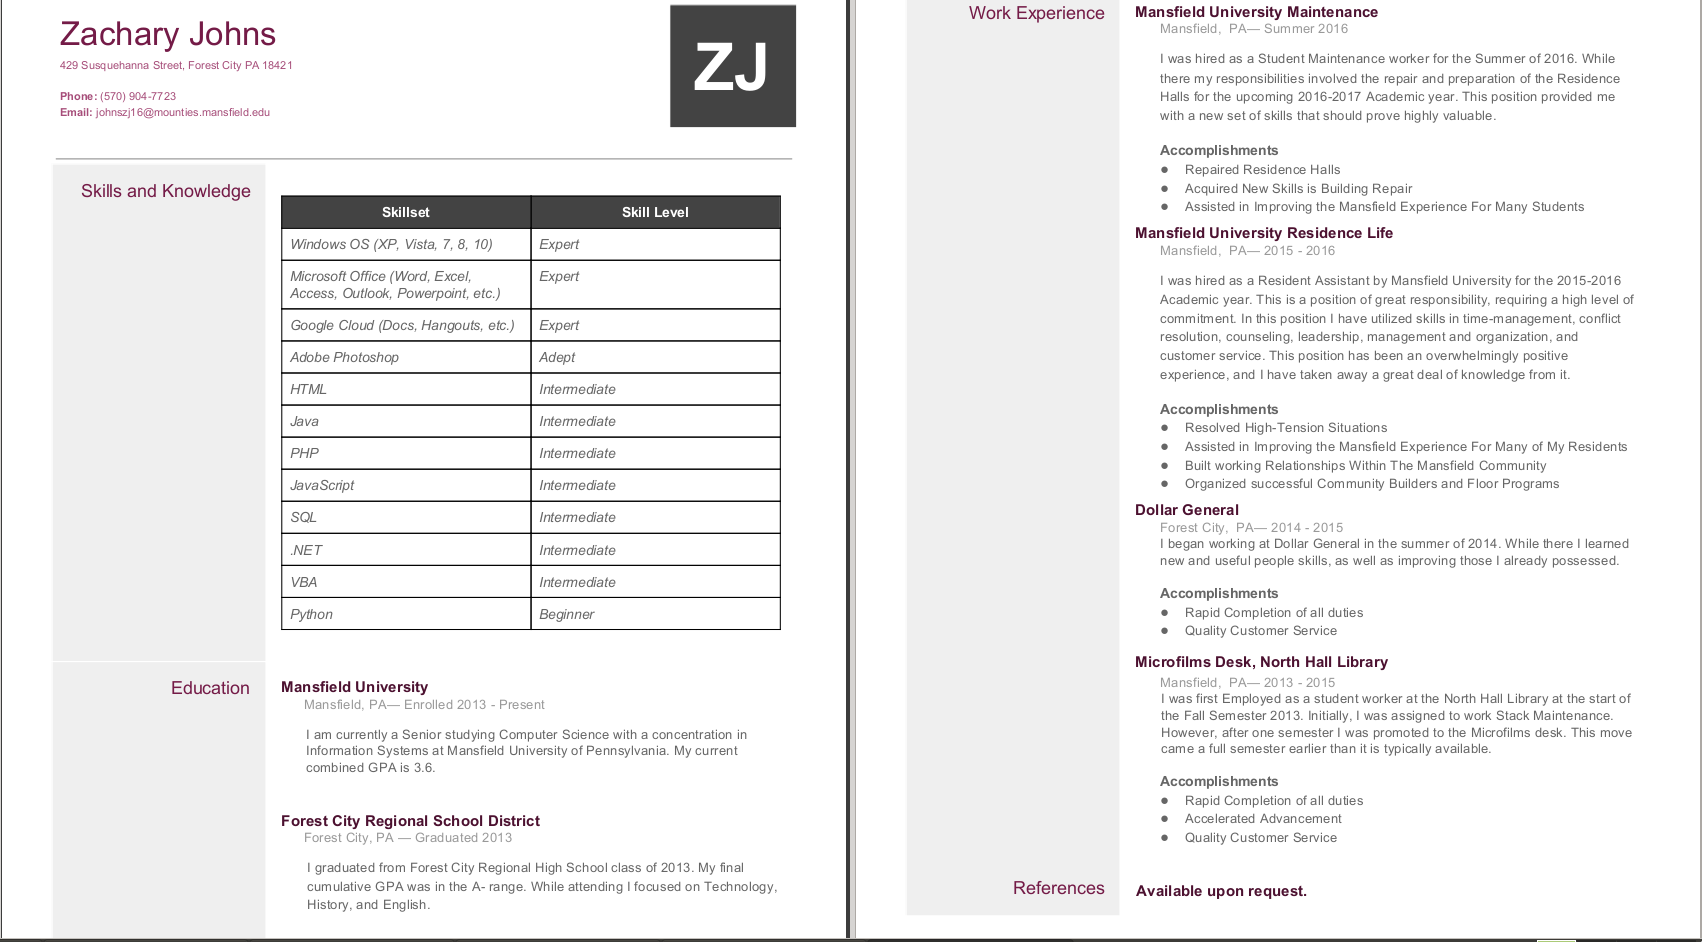 Zachary Johns
429 Susquehanna Street, Forest City PA 18421
Phone: (570) 904-7723
Email: johnszj16@mounties.mansfield.edu
ZJ
Skills and Knowledge
Skillset Skill Level
Windows OS (XP, Vista, 7, 8, 10) Expert
Microsoft Office (Word, Excel, Expert
Access, Outlook, Powerpoint, etc.)
Google Cloud (Docs, Hangouts, etc.) Expert
Adobe Photoshop Adept
HTML Intermediate
Java Intermediate
PHP Intermediate
JavaScript Intermediate
SQL Intermediate
.NET Intermediate
VBA Intermediate
Python Beginner
Education
Mansfield University
Mansfield, PA— Enrolled 2013 - Present
I am currently a Senior studying Computer Science with a concentration in
Information Systems at Mansfield University of Pennsylvania. My current
combined GPA is 3.6.
Forest City Regional School District
Forest City, PA — Graduated 2013
I graduated from Forest City Regional High School class of 2013. My final
cumulative GPA was in the A- range. While attending I focused on Technology,
History, and English.
Work Experience
Mansfield University Maintenance
Mansfield, PA— Summer 2016
I was hired as a Student Maintenance worker for the Summer of 2016. While
there my responsibilities involved the repair and preparation of the Residence
Halls for the upcoming 2016-2017 Academic year. This position provided me
with a new set of skills that should prove highly valuable.
Accomplishments
● Repaired Residence Halls
● Acquired New Skills is Building Repair
● Assisted in Improving the Mansfield Experience For Many Students
Mansfield University Residence Life
Mansfield, PA— 2015 - 2016
I was hired as a Resident Assistant by Mansfield University for the 2015-2016
Academic year. This is a position of great responsibility, requiring a high level of
commitment. In this position I have utilized skills in time-management, conflict
resolution, counseling, leadership, management and organization, and
customer service. This position has been an overwhelmingly positive
experience, and I have taken away a great deal of knowledge from it.
Accomplishments
● Resolved High-Tension Situations
● Assisted in Improving the Mansfield Experience For Many of My Residents
● Built working Relationships Within The Mansfield Community
● Organized successful Community Builders and Floor Programs
Dollar General
Forest City, PA— 2014 - 2015
I began working at Dollar General in the summer of 2014. While there I learned
new and useful people skills, as well as improving those I already possessed.
Accomplishments
● Rapid Completion of all duties
● Quality Customer Service
Microfilms Desk, North Hall Library
Mansfield, PA— 2013 - 2015
I was first Employed as a student worker at the North Hall Library at the start of
the Fall Semester 2013. Initially, I was assigned to work Stack Maintenance.
However, after one semester I was promoted to the Microfilms desk. This move
came a full semester earlier than it is typically available.
Accomplishments
● Rapid Completion of all duties
● Accelerated Advancement
● Quality Customer Service
References
Available upon request.